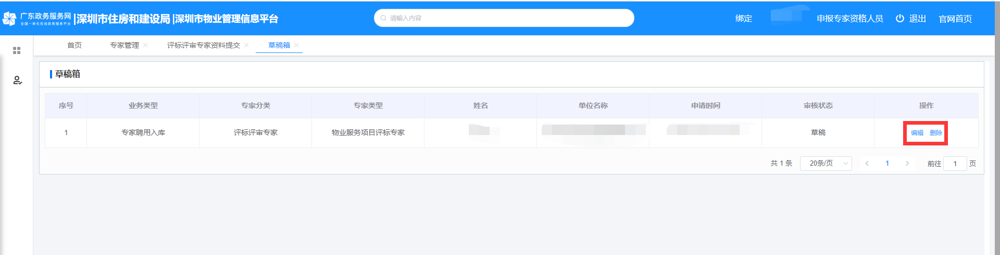 广东政务服务网
全国一体化在线政务服务平台
|深圳市住房和建设局 |深圳市物业管理信息平台
请输入内容
绑定 申报专家资格人员 退出 官网首页
首页 专家管理 评标评审专家资料提交 草稿箱
草稿箱
序号 业务类型 专家分类 专家类型 姓名 单位名称 申请时间 审核状态 操作
1 专家聘用入库 评标评审专家 物业服务项目评标专家 草稿 编辑 删除
共 1 条 20条/页 1 前往 1 页